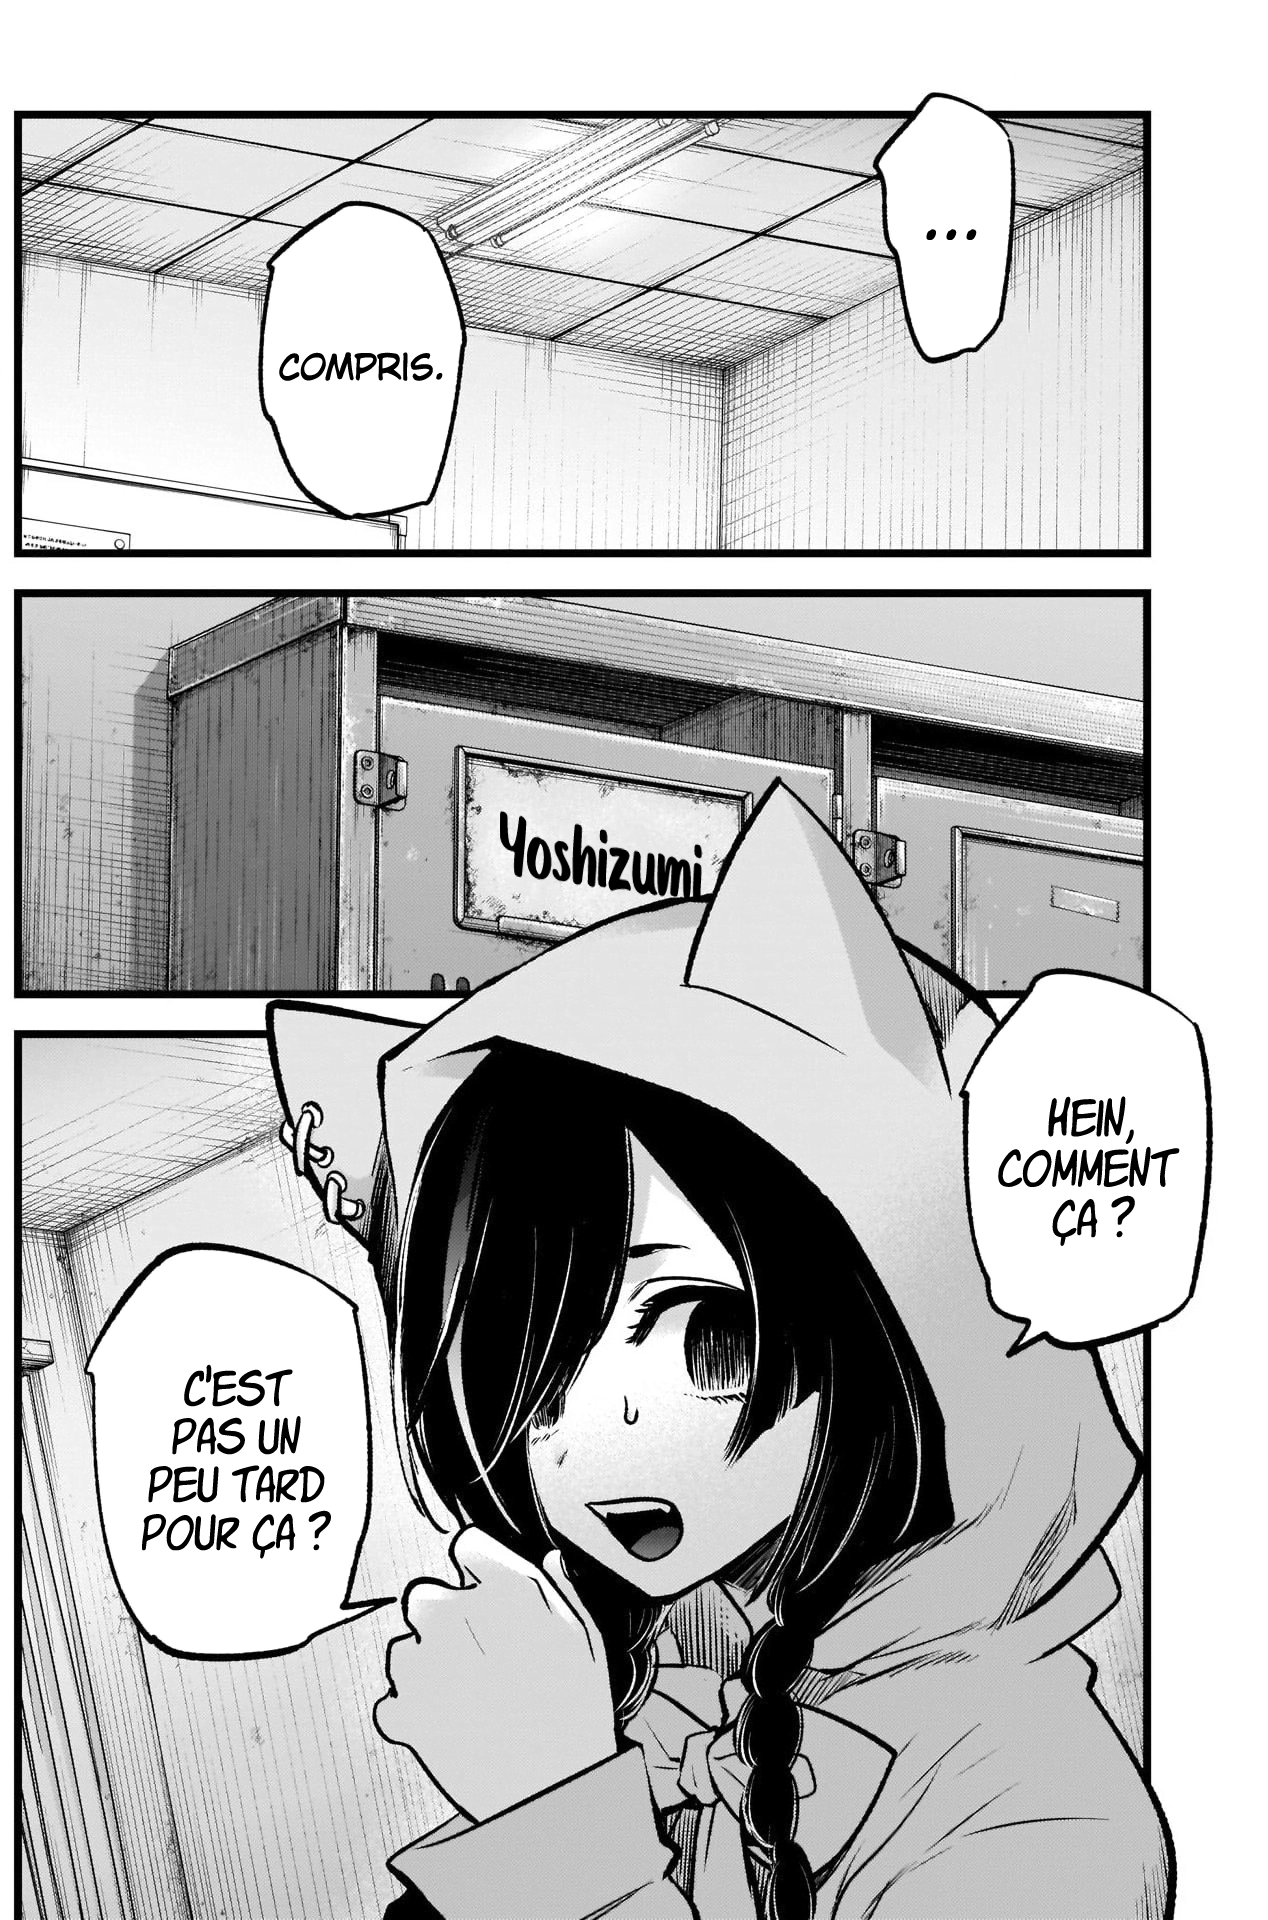 ...
COMPRIS.
Yoshizumi
HEIN,
COMMENT
ÇA ?
C'EST
PAS UN
PEU TARD
POUR ÇA ?